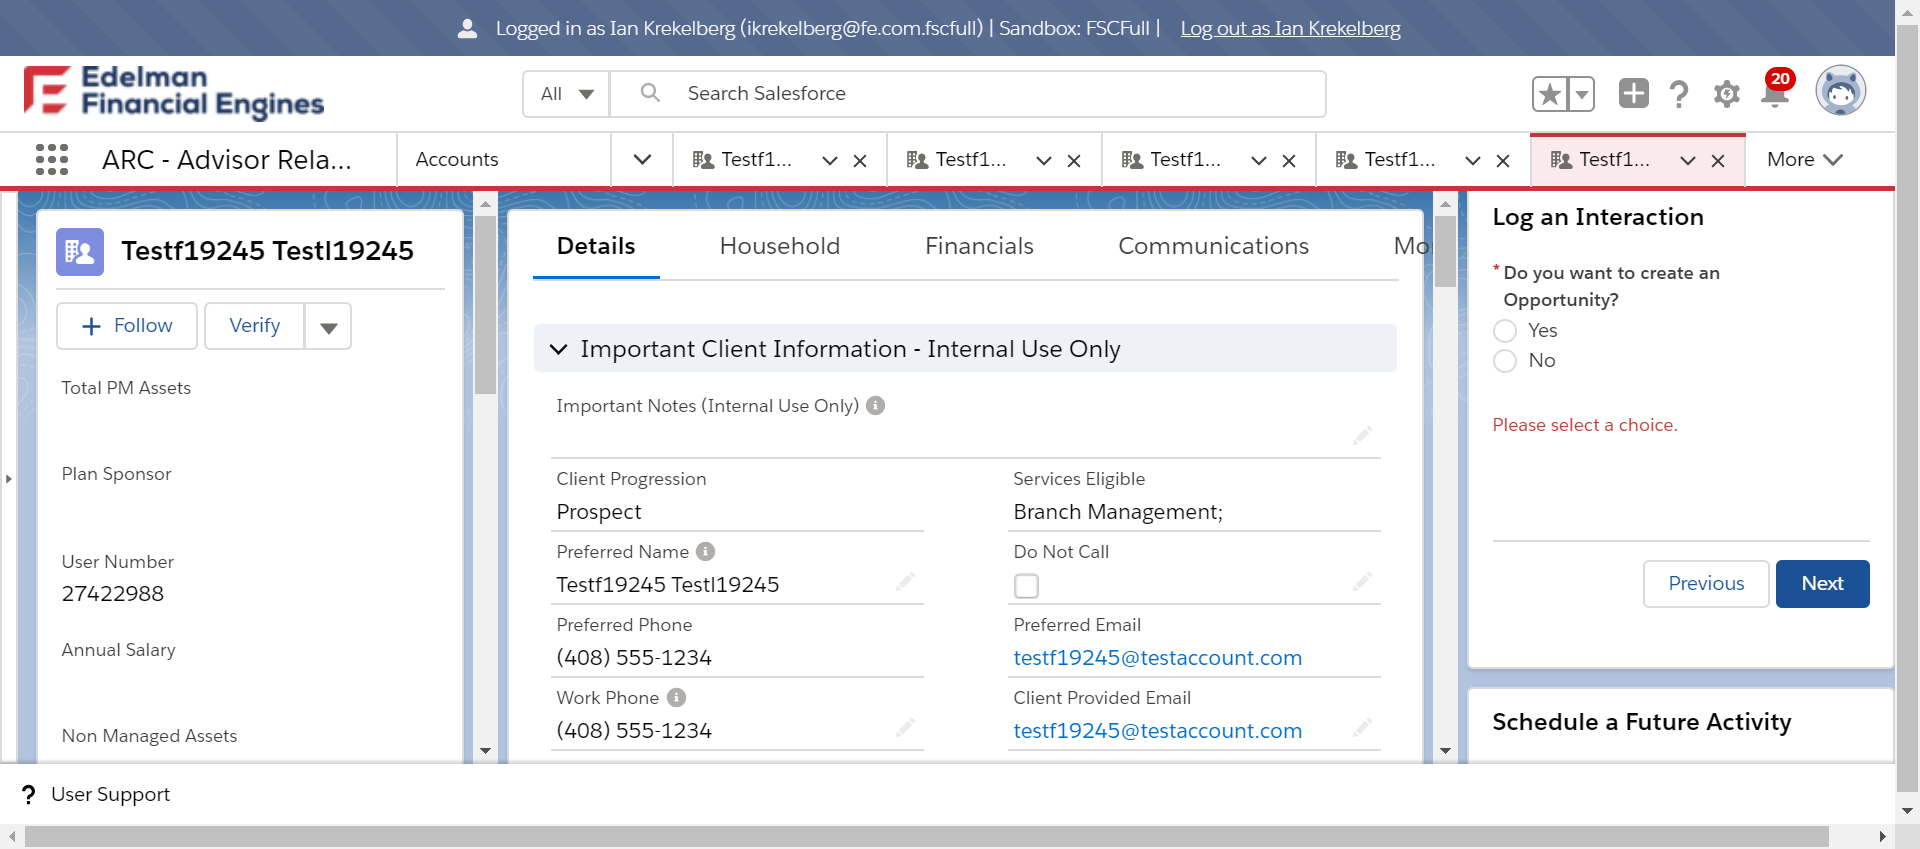 Logged in as Ian Krekelberg (ikrekelberg@fe.com.fscfull) | Sandbox: FSCFull | Log out as Ian Krekelberg
Edelman
Financial Engines
All
Search Salesforce
20
ARC - Advisor Rela...
Accounts
Testf1...
Testf1...
Testf1...
Testf1...
Testf1...
More
Testf19245 Testl19245
Follow
Verify
Total PM Assets
Plan Sponsor
User Number
27422988
Annual Salary
Non Managed Assets
Details
Household
Financials
Communications
Mo
Important Client Information - Internal Use Only
Important Notes (Internal Use Only)
Client Progression
Prospect
Services Eligible
Branch Management;
Preferred Name
Testf19245 Testl19245
Do Not Call
Preferred Phone
(408) 555-1234
Preferred Email
testf19245@testaccount.com
Work Phone
(408) 555-1234
Client Provided Email
testf19245@testaccount.com
Log an Interaction
* Do you want to create an
Opportunity?
Yes
No
Please select a choice.
Previous
Next
Schedule a Future Activity
? User Support